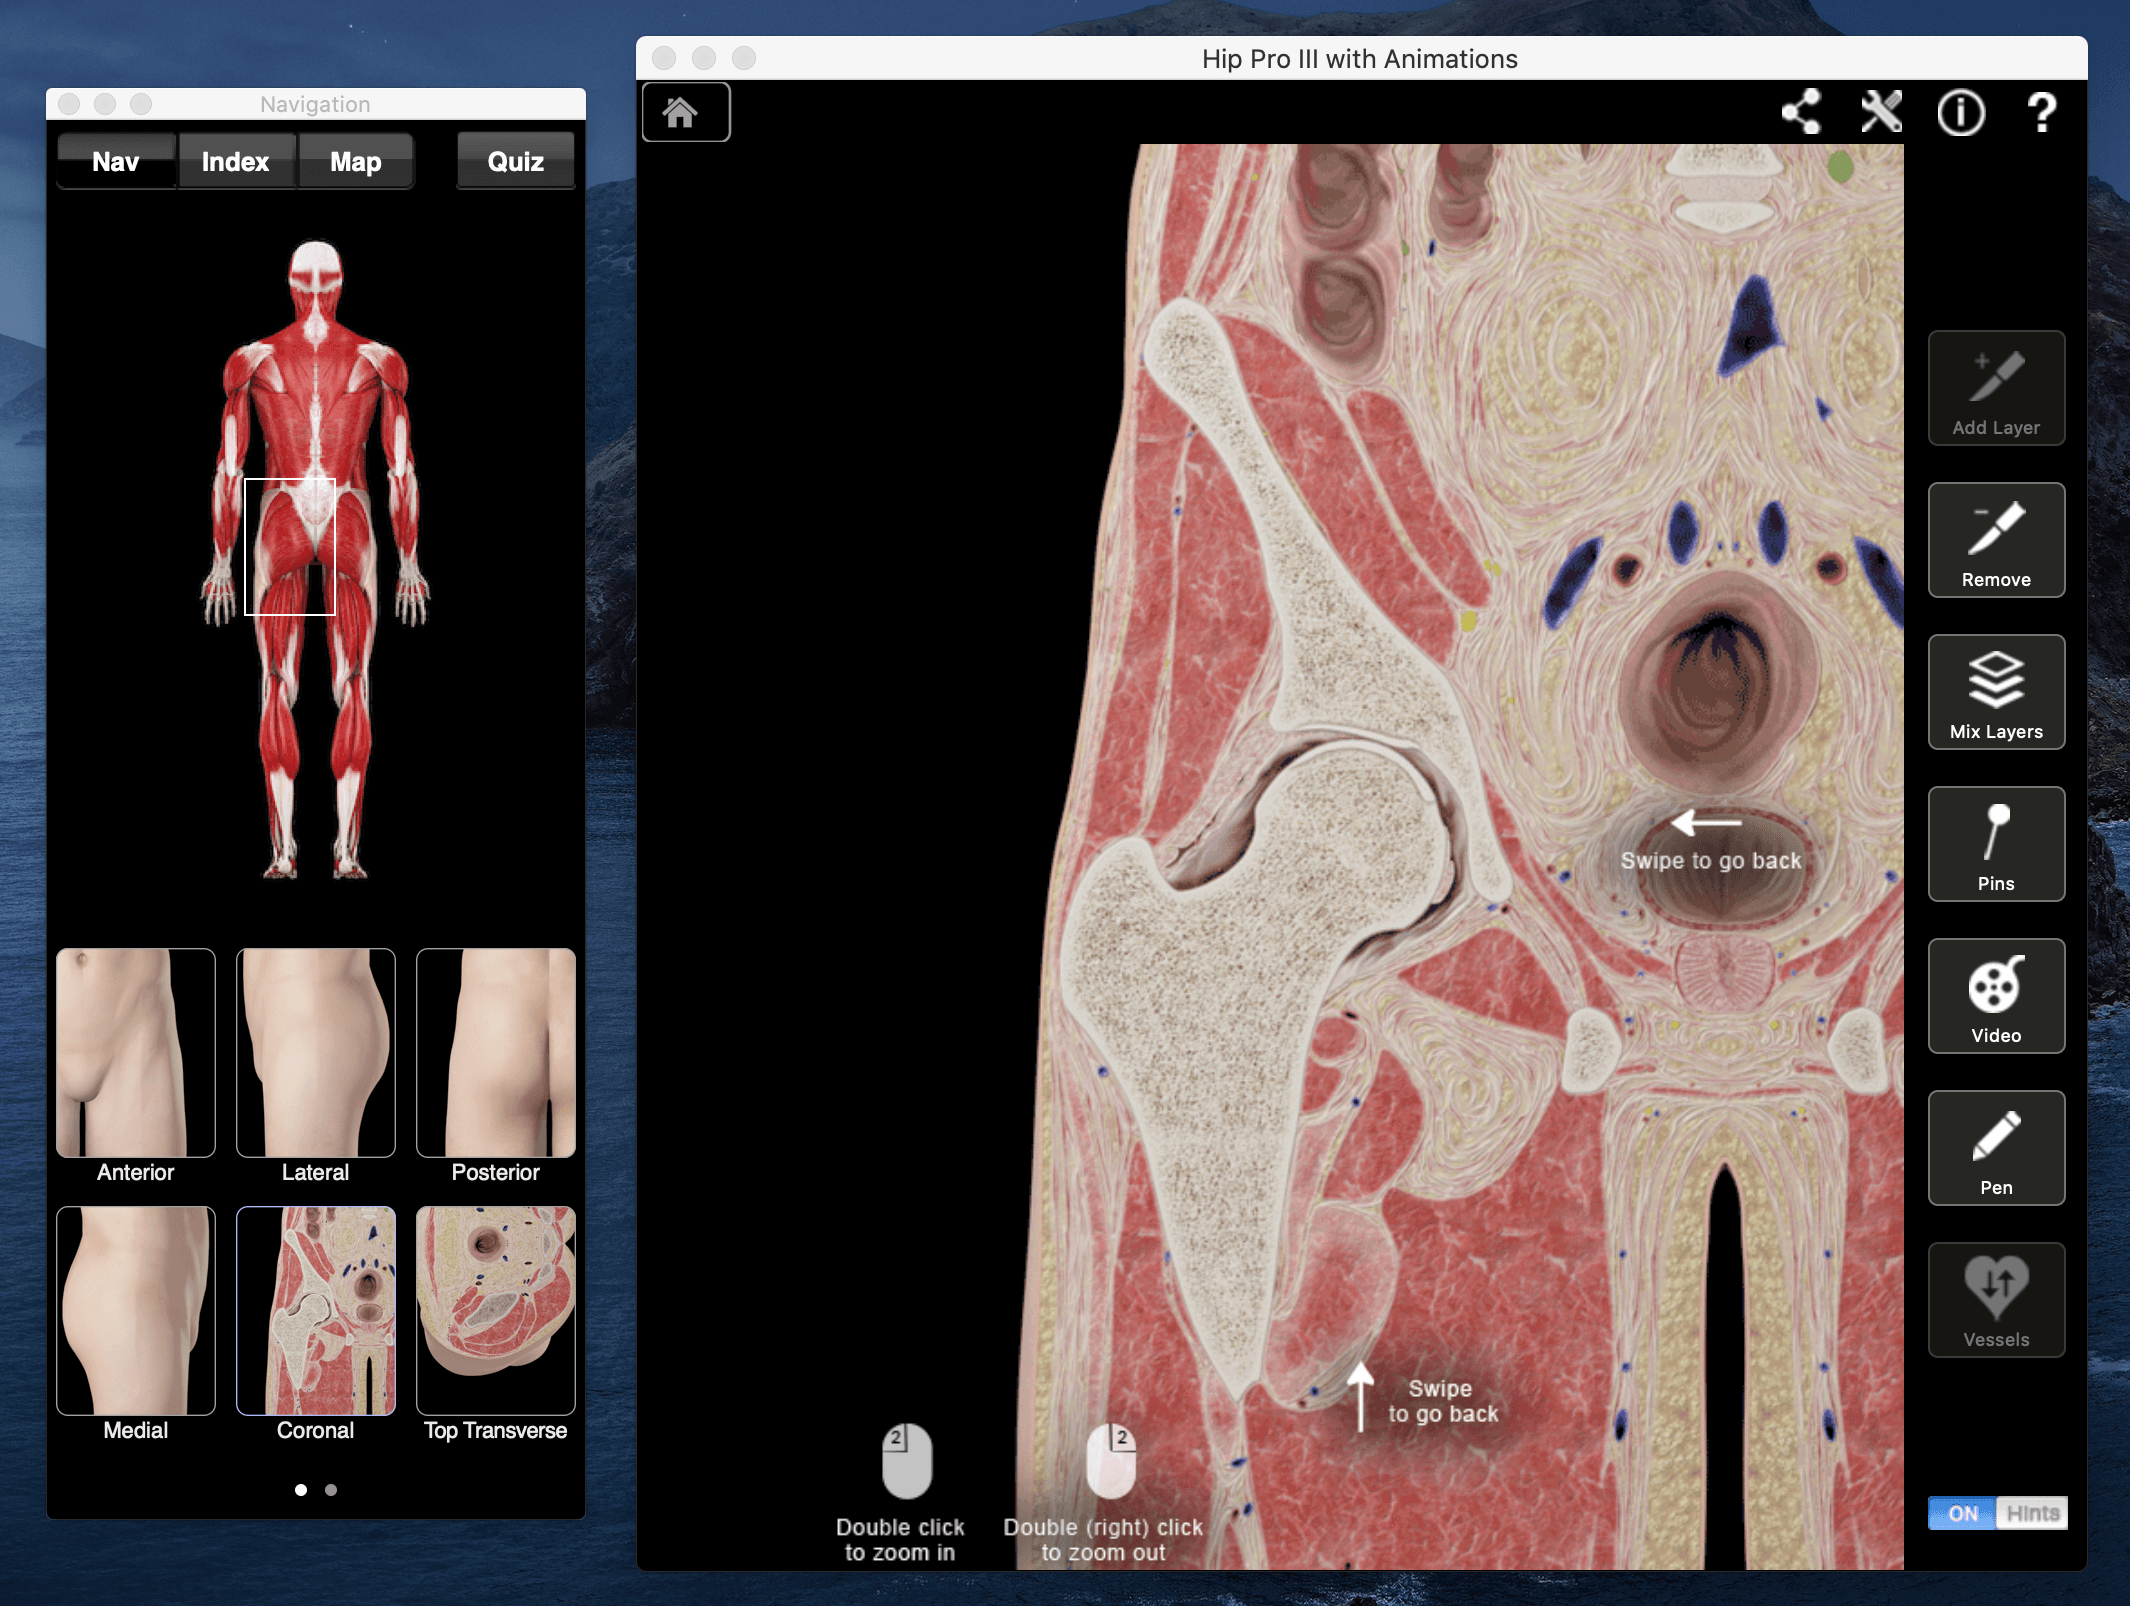 Navigation
Nav
Index
Map
Quiz
Anterior
Lateral
Posterior
Medial
Coronal
Top Transverse
Hip Pro III with Animations
Add Layer
Remove
Mix Layers
Pins
Video
Pen
Vessels
Swipe to go back
Swipe
to go back
2
Double click
to zoom in
2
Double (right) click
to zoom out
ON
Hints